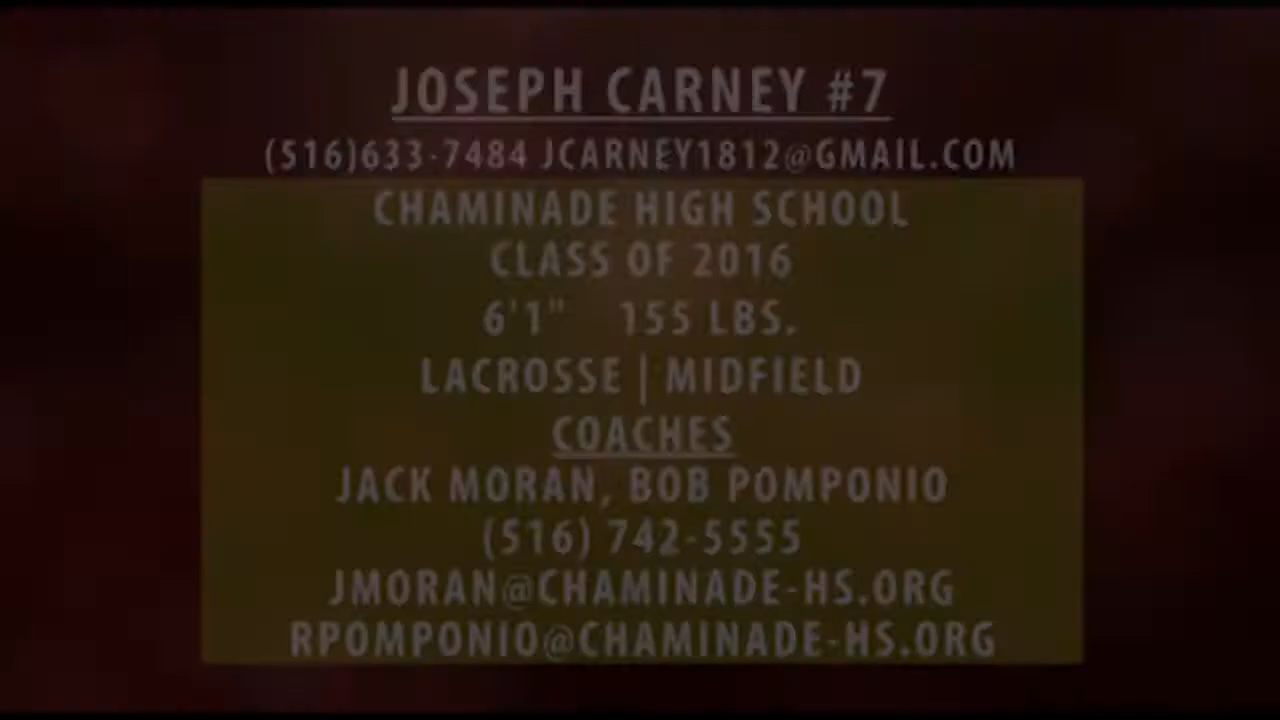 JOSEPH CARNEY #7
(516)633-7484 JCARNEY1812@GMAIL.COM
CHAMINADE HIGH SCHOOL
CLASS OF 2016
6'1" 155 LBS.
LACROSSE | MIDFIELD
COACHES
JACK MORAN, BOB POMPONIO
(516) 742-5555
JMORAN@CHAMINADE-HS.ORG
RPOMPONIO@CHAMINADE-HS.ORG